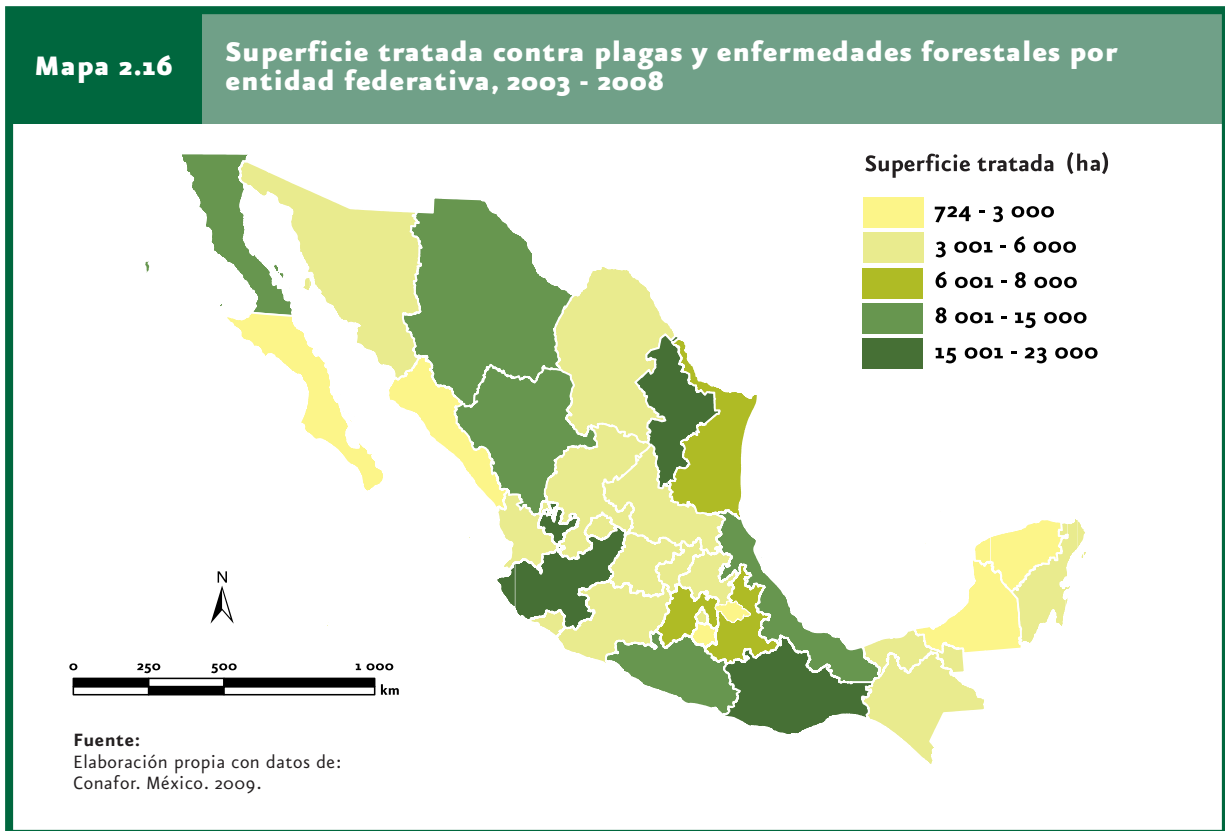 Mapa 2.16
Superficie tratada contra plagas y enfermedades forestales por
entidad federativa, 2003 - 2008
Superficie tratada (ha)
724 - 3 000
3 001 - 6 000
6 001 - 8 000
8 001 - 15 000
15 001 - 23 000
N
0 250 500 1 000
km
Fuente:
Elaboración propia con datos de:
Conafor. México. 2009.